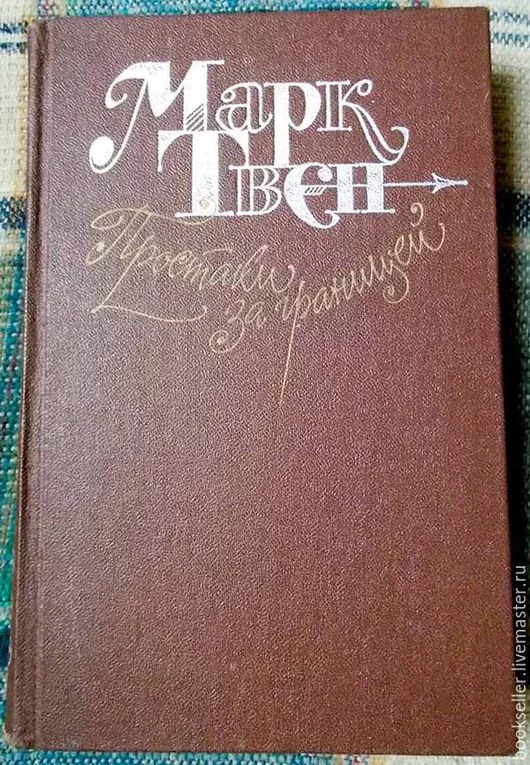 Марк
Твен
Простаки
за границей
bookseller.livemaster.ru